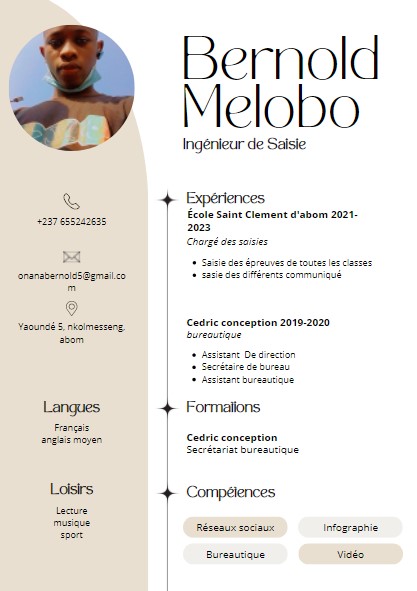 Bernold
Melobo
Ingénieur de Saisie
+237 655242635
onanabernold5@gmail.co
m
Yaoundé 5, nkolmesseng,
abom
Langues
Français
anglais moyen
Loisirs
Lecture
musique
sport
Expériences
École Saint Clement d'abom 2021-
2023
Chargé des saisies
Saisie des épreuves de toutes les classes
sasie des différents communiqué
Cedric conception 2019-2020
bureautique
Assistant De direction
Secrétaire de bureau
Assistant bureautique
Formations
Cedric conception
Secrétariat bureautique
Compétences
Réseaux sociaux
Infographie
Bureautique
Vidéo